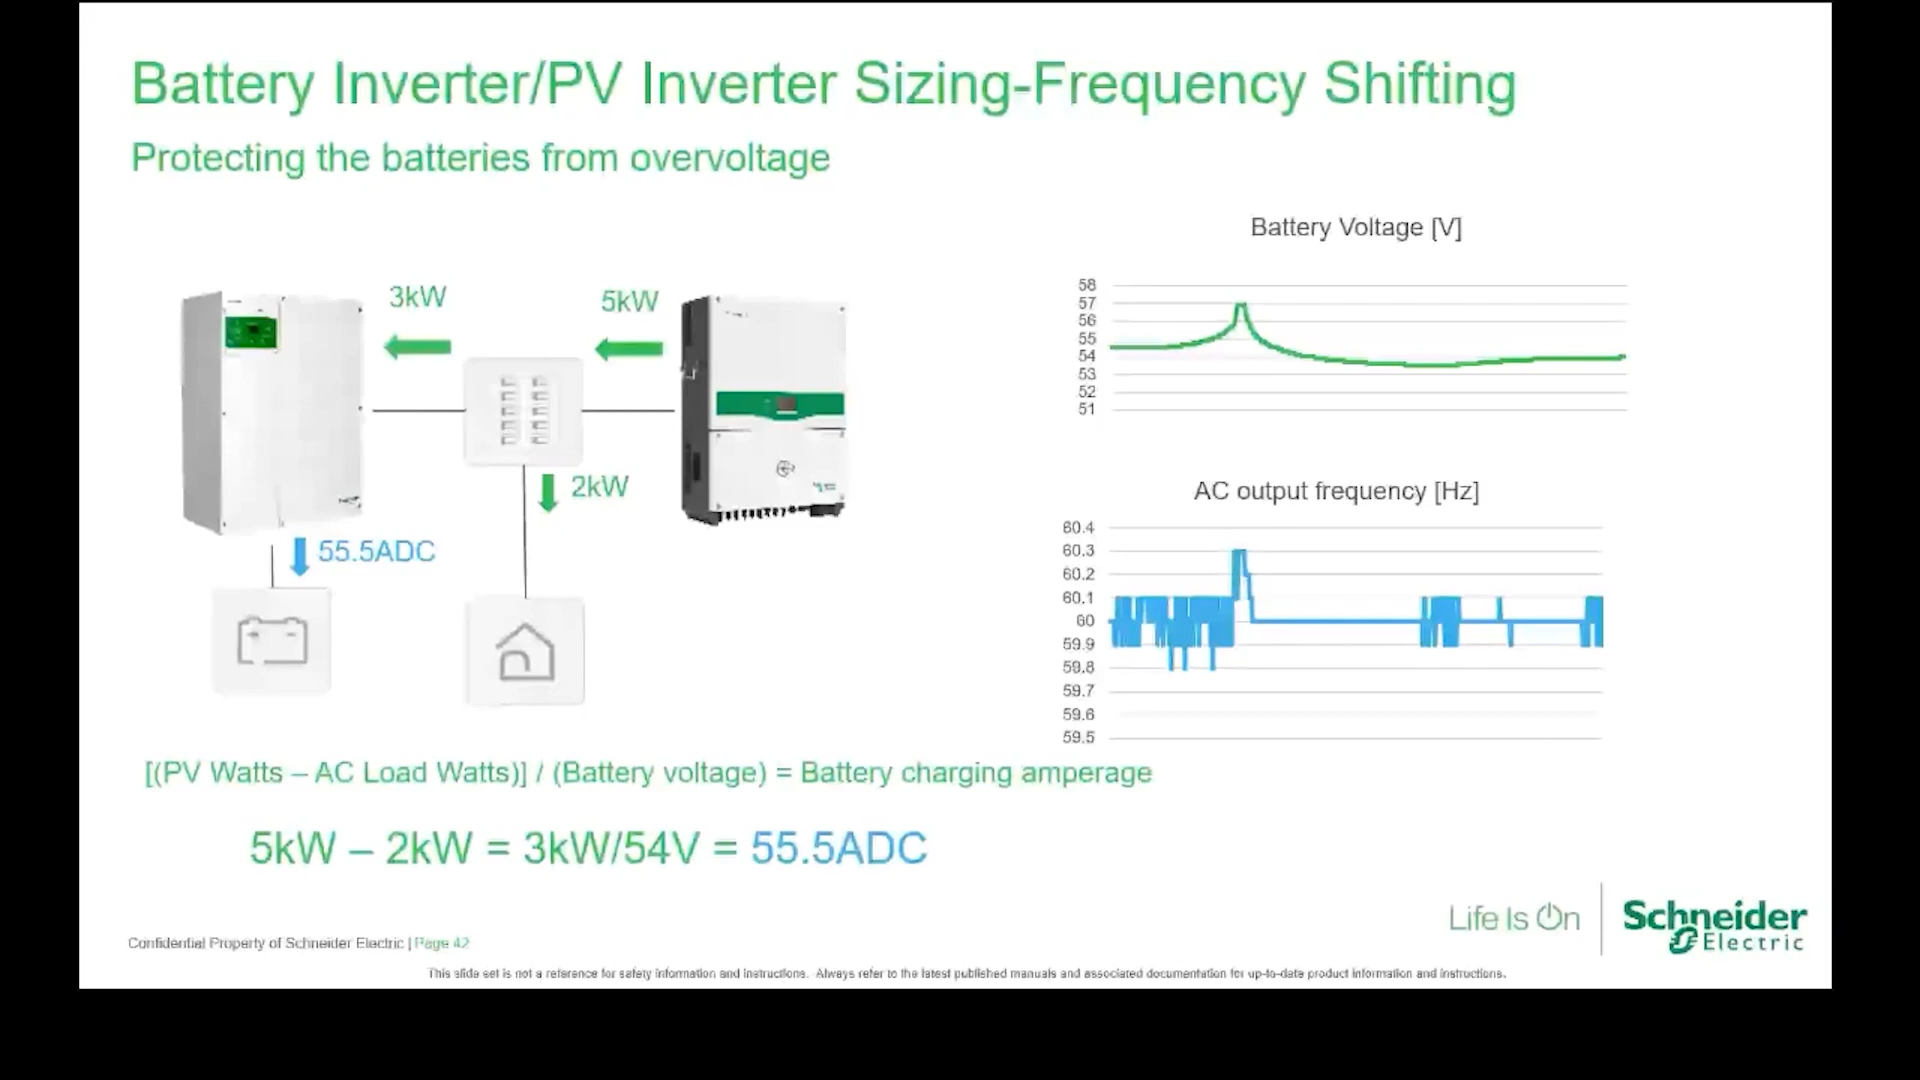 Battery Inverter/PV Inverter Sizing-Frequency Shifting
Protecting the batteries from overvoltage
3kW
5kW
2kW
55.5ADC
Battery Voltage [V]
58
57
56
55
54
53
52
51
AC output frequency [Hz]
60.4
60.3
60.2
60.1
60
59.9
59.8
59.7
59.6
59.5
[(PV Watts – AC Load Watts)] / (Battery voltage) = Battery charging amperage
5kW – 2kW = 3kW/54V = 55.5ADC
Life Is On
Schneider
Electric
Confidential Property of Schneider Electric | Page 42
This slide set is not a reference for safety information and instructions. Always refer to the latest published manuals and associated documentation for up-to-date product information and instructions.